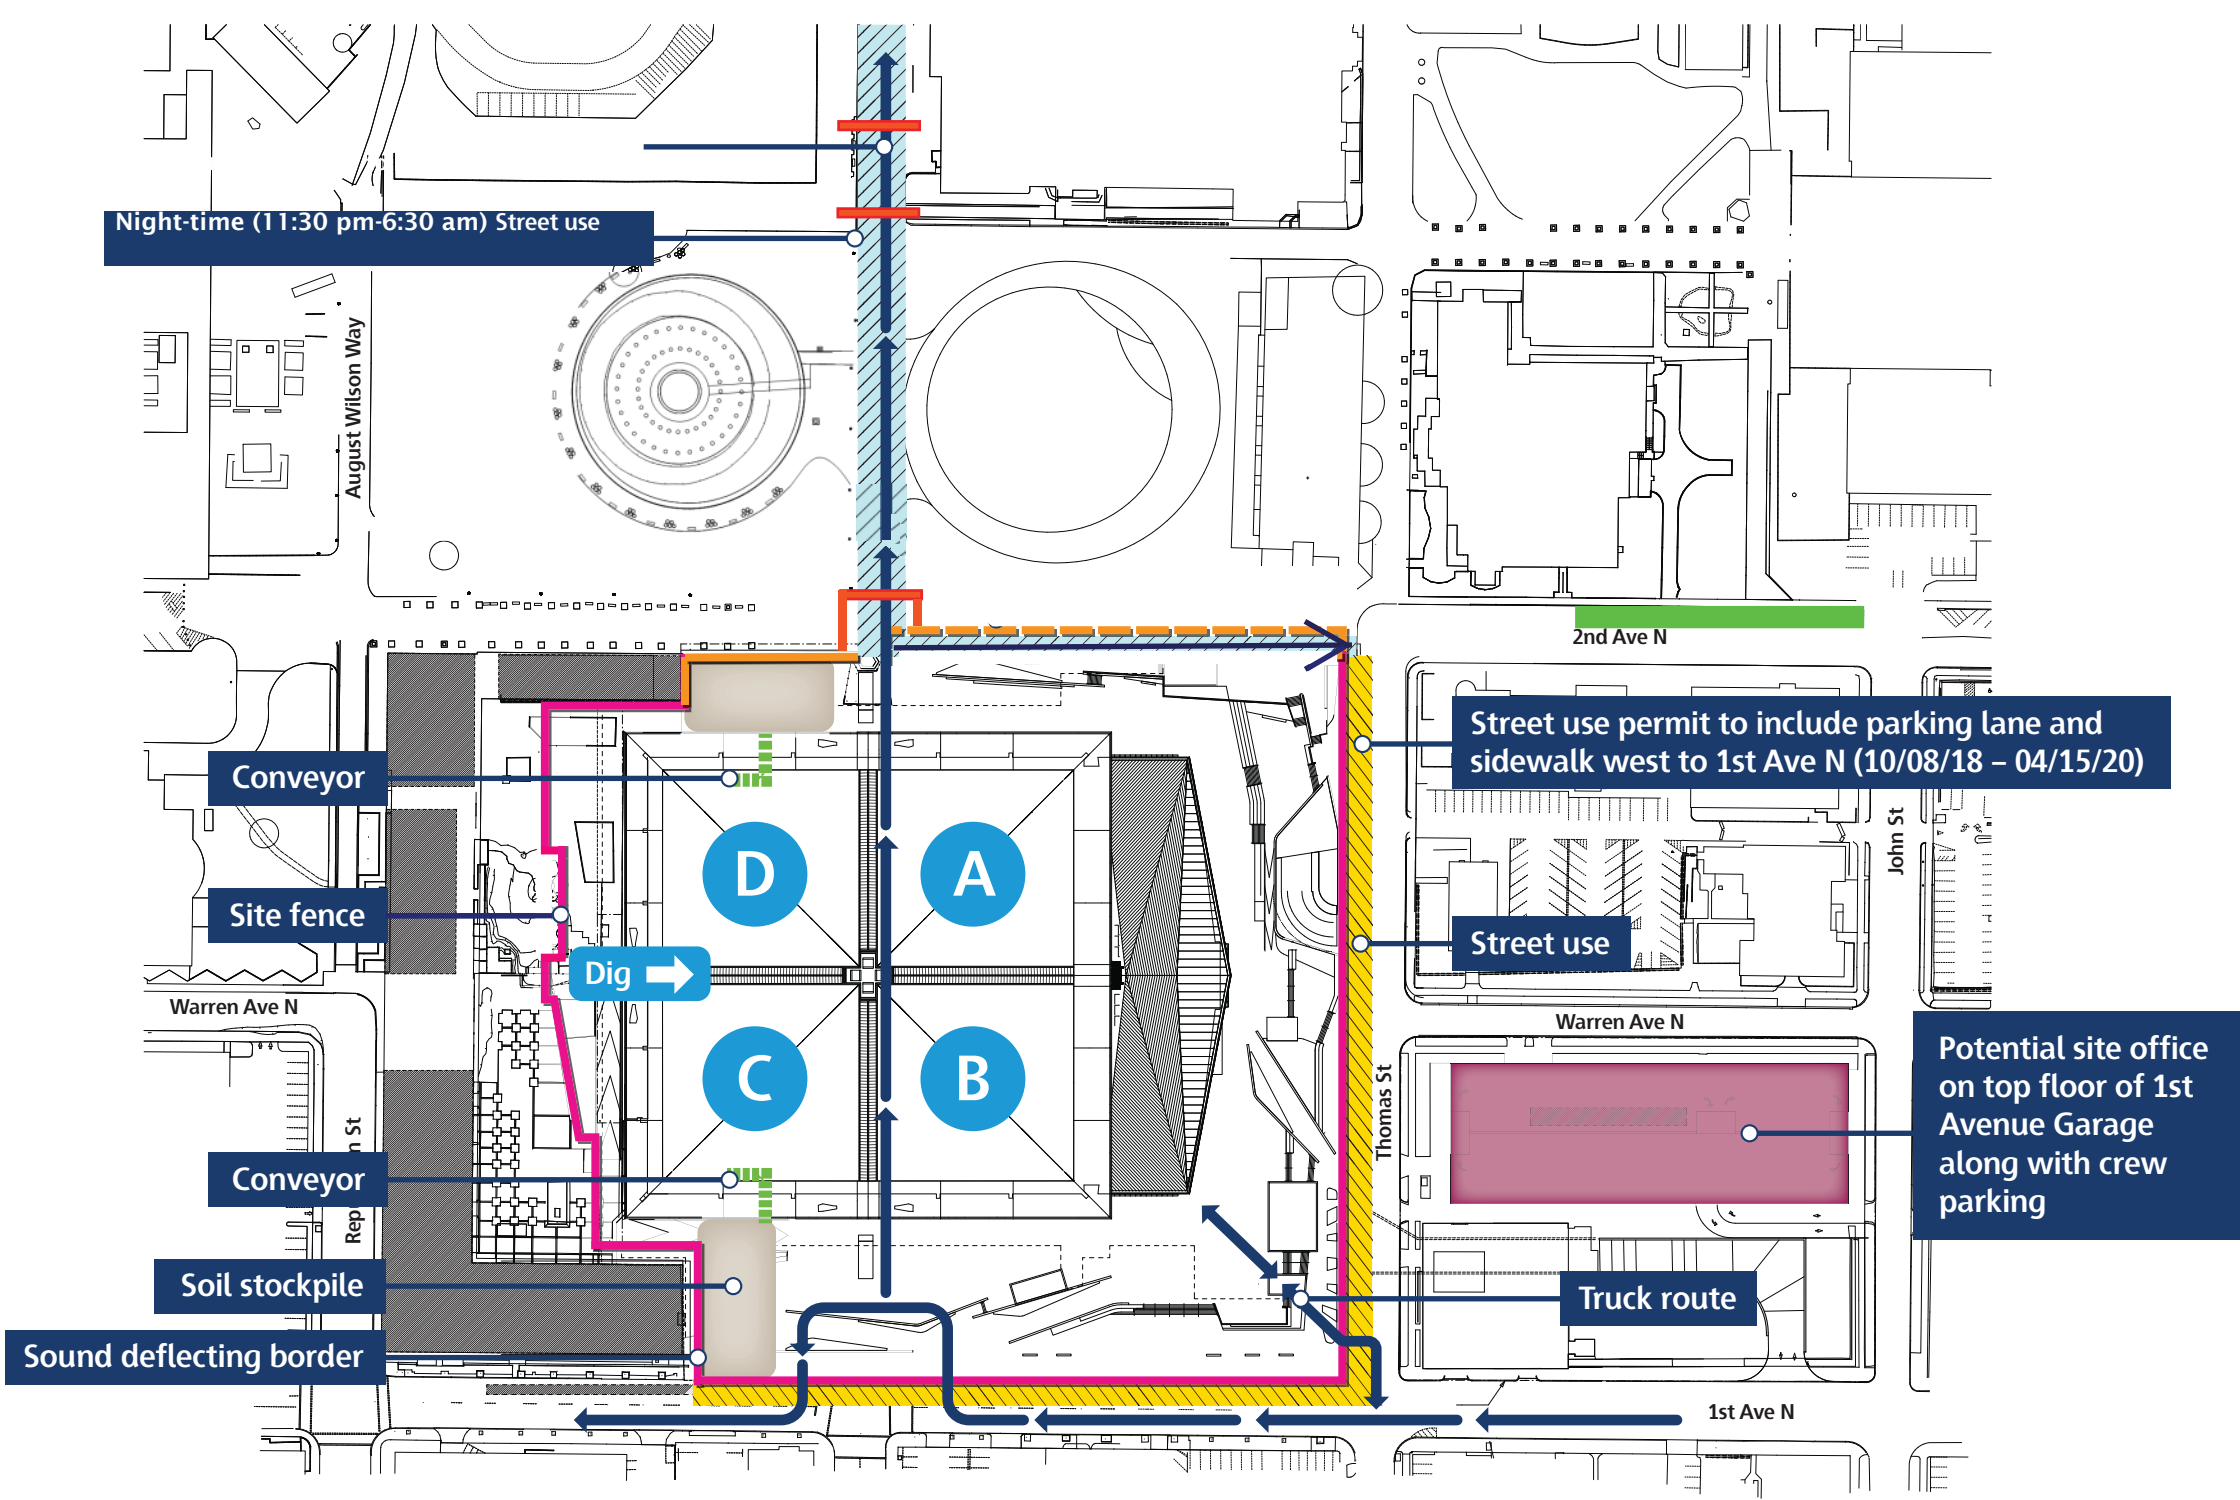 Night-time (11:30 pm-6:30 am) Street use
August Wilson Way
2nd Ave N
Street use permit to include parking lane and
sidewalk west to 1st Ave N (10/08/18 – 04/15/20)
Conveyor
John St
D
A
Site fence
Street use
Dig
Warren Ave N
Warren Ave N
Potential site office
on top floor of 1st
Avenue Garage
along with crew
parking
C
B
Thomas St
Conveyor
St
Soil stockpile
Truck route
Sound deflecting border
1st Ave N